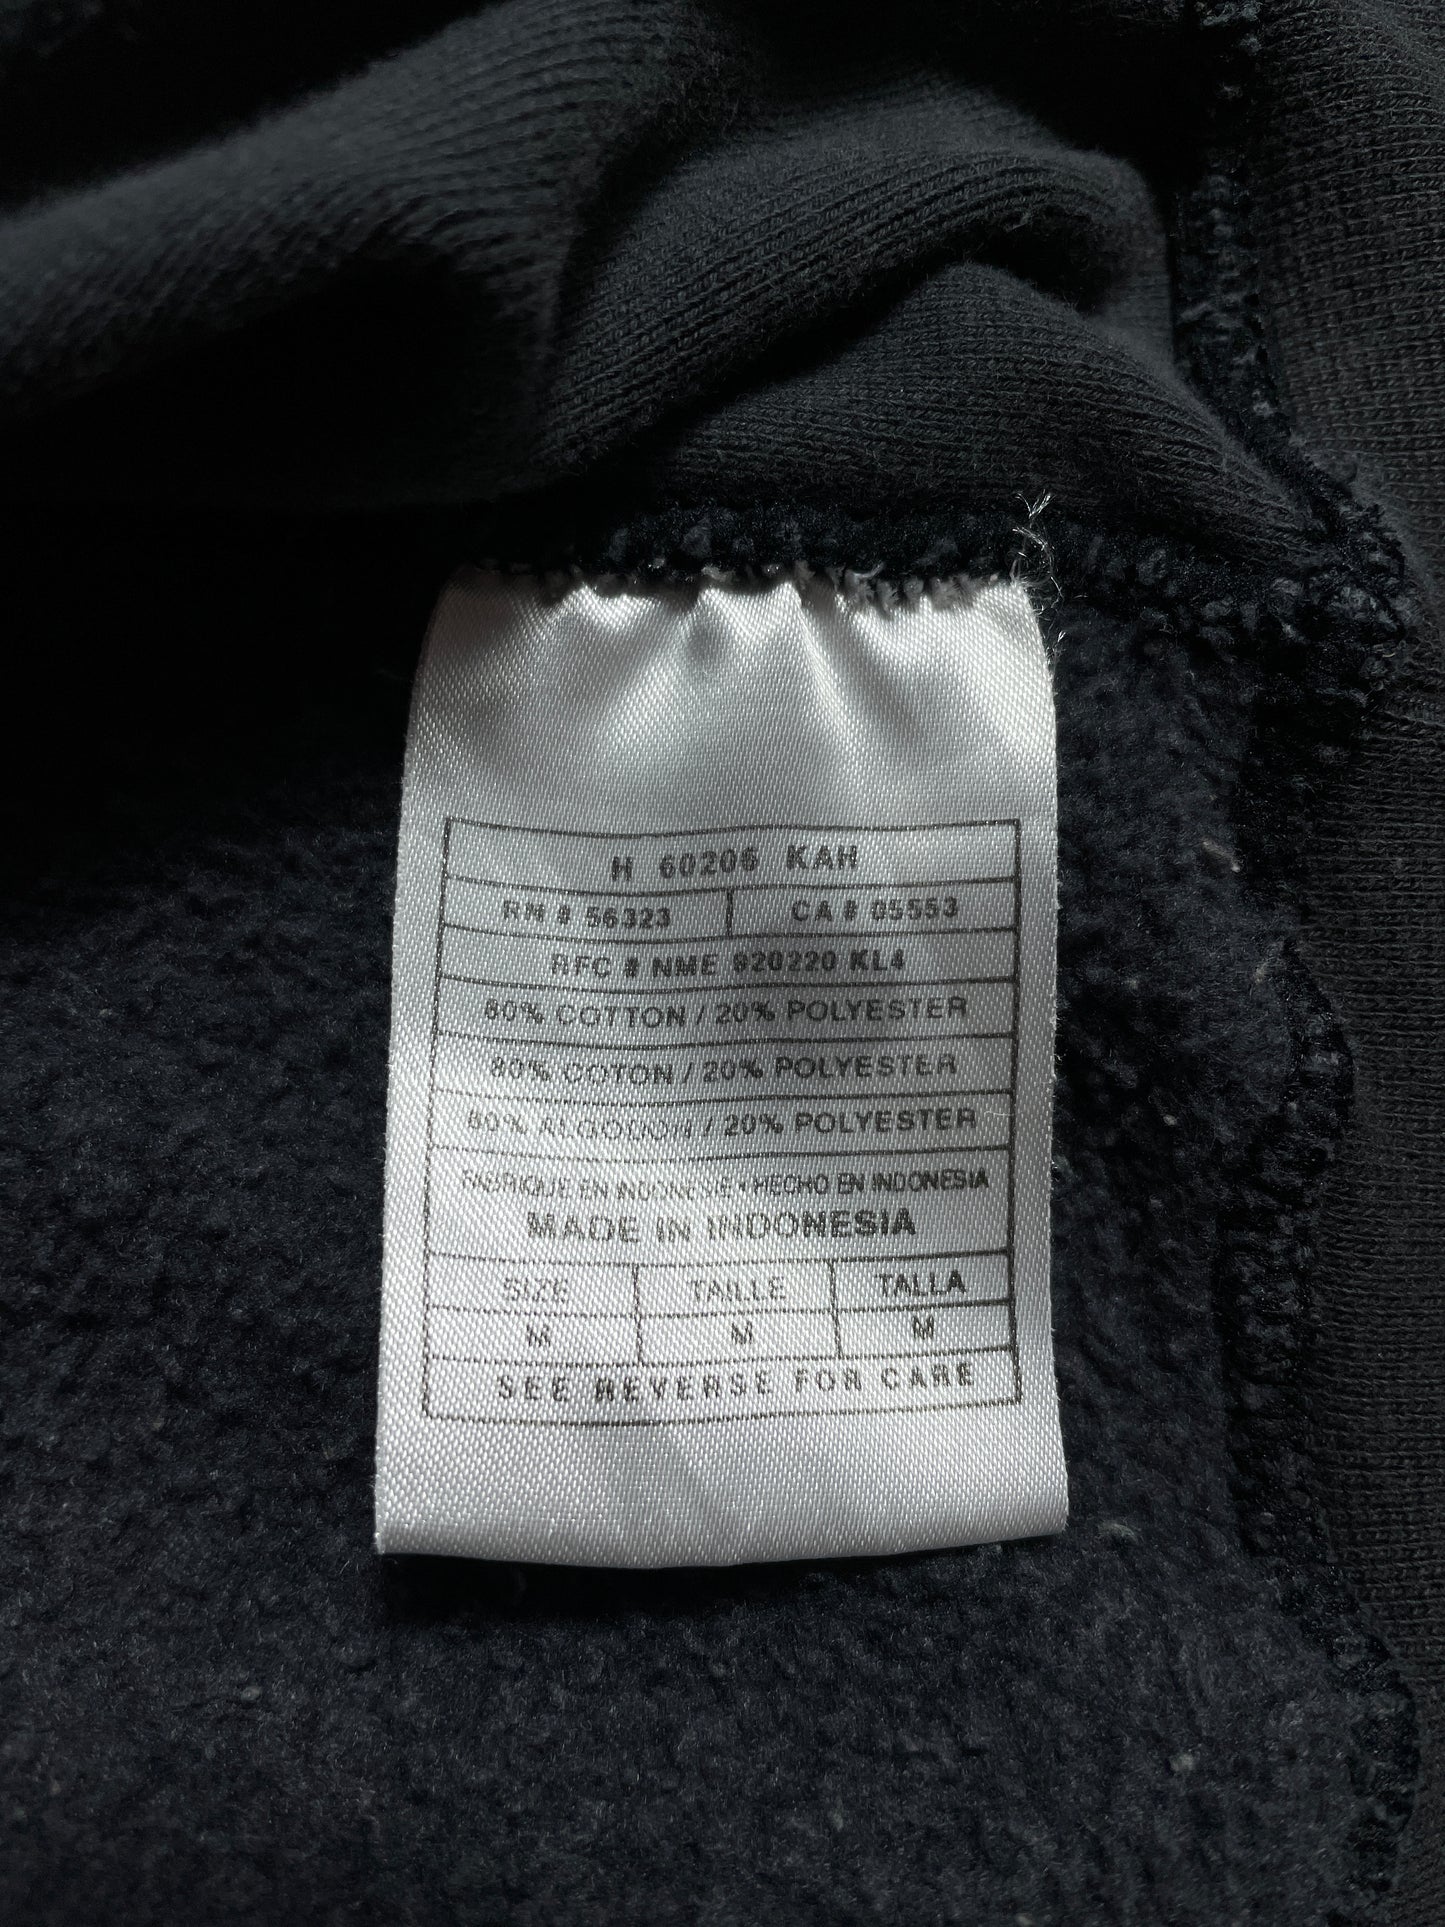 H 60206 KAH
RN # 56323 CA # 05553
RFC # NME 920220 KL4
80% COTTON / 20% POLYESTER
80% COTON / 20% POLYESTER
80% ALGODON / 20% POLYESTER
FABRIQUE EN INDONESIE • HECHO EN INDONESIA
MADE IN INDONESIA
SIZE TAILLE TALLA
M M M
SEE REVERSE FOR CARE